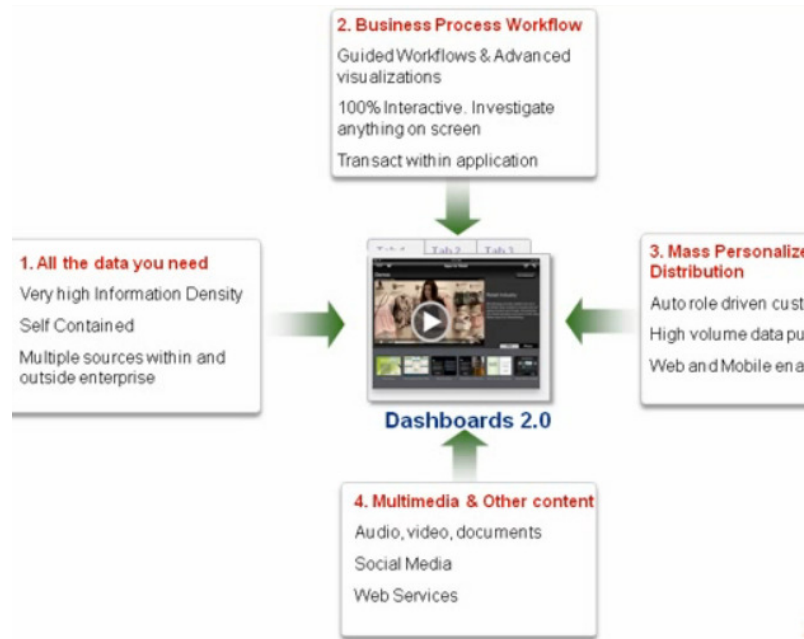 2. Business Process Workflow
Guided Workflows & Advanced
visualizations
100% Interactive. Investigate
anything on screen
Transact within application
1. All the data you need
Very high Information Density
Self Contained
Multiple sources within and
outside enterprise
Tab 2 Tab 3
3. Mass Personalize
Distribution
Auto role driven cust
High volume data pu
Web and Mobile ena
Dashboards 2.0
4. Multimedia & Other content
Audio, video, documents
Social Media
Web Services